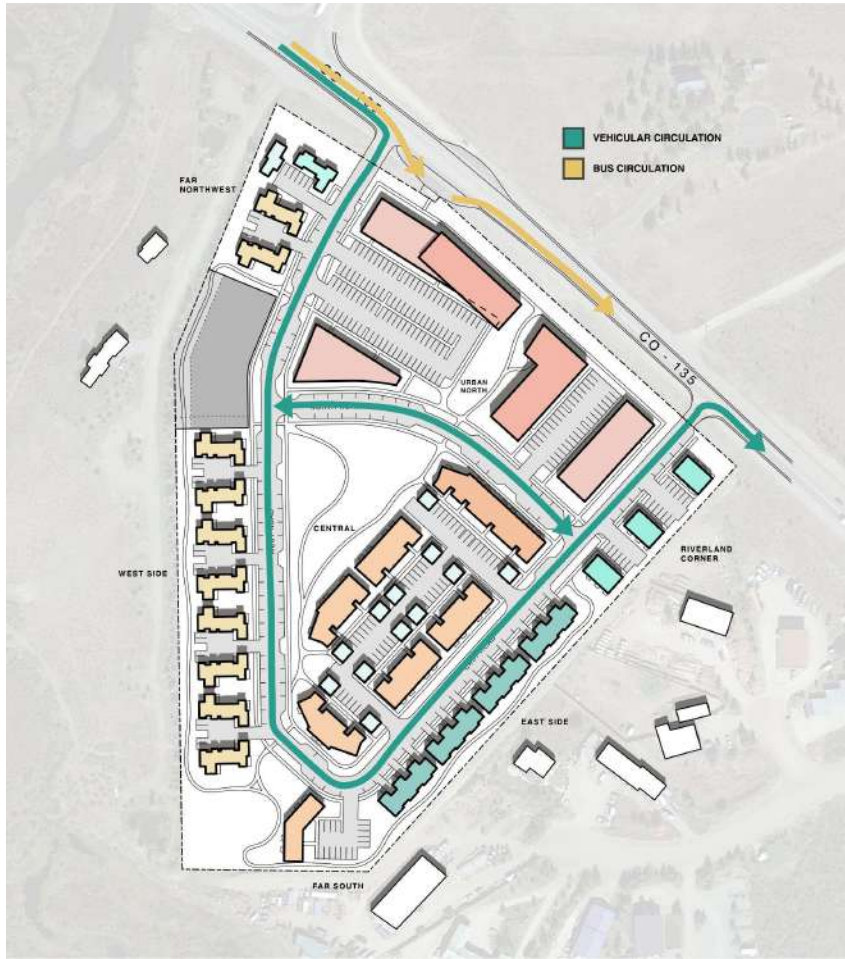 VEHICULAR CIRCULATION
BUS CIRCULATION
FAR
NORTHWEST
CO - 135
URBAN
NORTH
CENTRAL
WEST SIDE
RIVERLAND
CORNER
EAST SIDE
FAR SOUTH